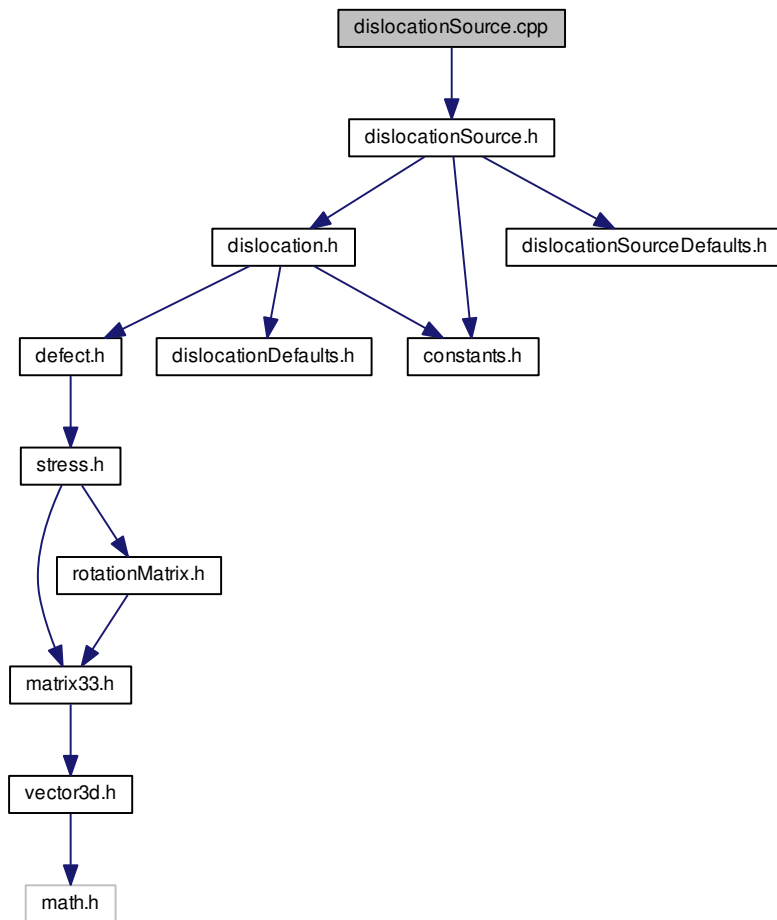 dislocationSource.cpp
dislocationSource.h
dislocation.h
dislocationSourceDefaults.h
defect.h
dislocationDefaults.h
constants.h
stress.h
rotationMatrix.h
matrix33.h
vector3d.h
math.h